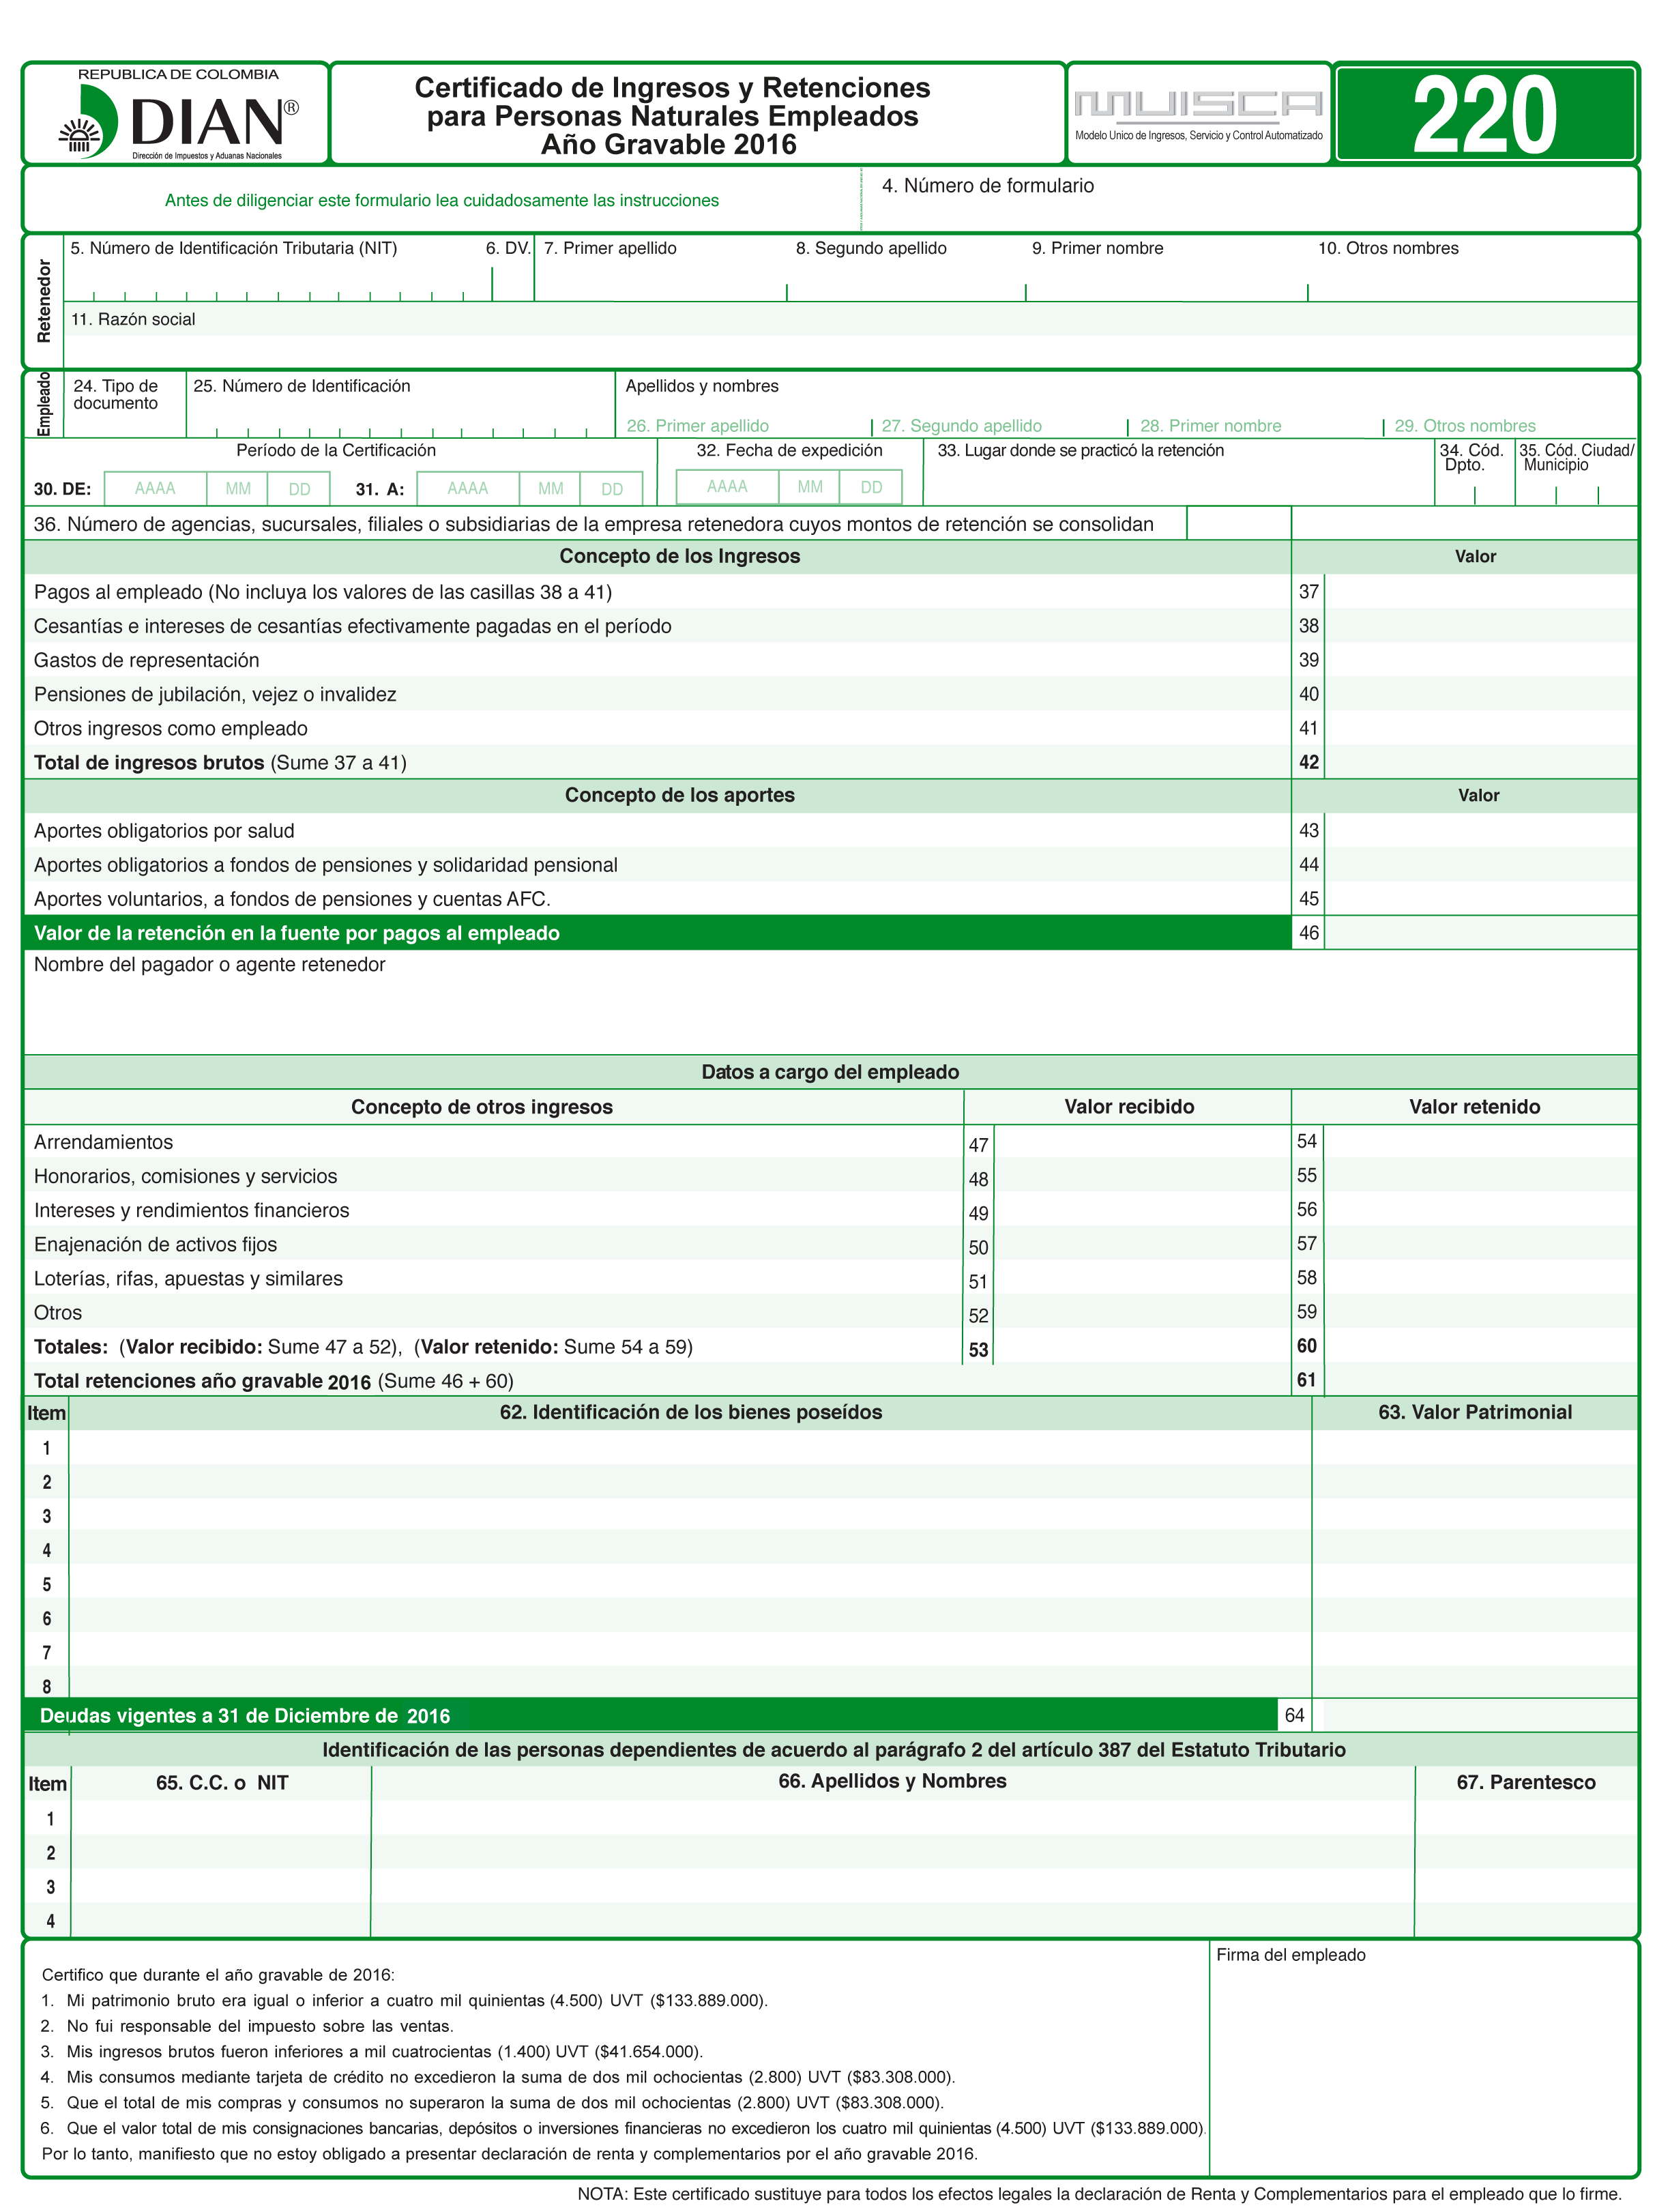 REPUBLICA DE COLOMBIA
DIAN®
Dirección de Impuestos y Aduanas Nacionales
Certificado de Ingresos y Retenciones
para Personas Naturales Empleados
Año Gravable 2016
MUISCA
Modelo Unico de Ingresos, Servicio y Control Automatizado
220
Antes de diligenciar este formulario lea cuidadosamente las instrucciones
4. Número de formulario
Retenedor
5. Número de Identificación Tributaria (NIT) 6. DV. 7. Primer apellido 8. Segundo apellido 9. Primer nombre 10. Otros nombres
11. Razón social
Empleado
24. Tipo de documento
25. Número de Identificación
Apellidos y nombres
26. Primer apellido 27. Segundo apellido 28. Primer nombre 29. Otros nombres
Período de la Certificación
30. DE: AAAA MM DD 31. A: AAAA MM DD
32. Fecha de expedición
AAAA MM DD
33. Lugar donde se practicó la retención
34. Cód. Dpto.
35. Cód. Ciudad/ Municipio
36. Número de agencias, sucursales, filiales o subsidiarias de la empresa retenedora cuyos montos de retención se consolidan
Concepto de los Ingresos Valor
Pagos al empleado (No incluya los valores de las casillas 38 a 41) 37
Cesantías e intereses de cesantías efectivamente pagadas en el período 38
Gastos de representación 39
Pensiones de jubilación, vejez o invalidez 40
Otros ingresos como empleado 41
Total de ingresos brutos (Sume 37 a 41) 42
Concepto de los aportes Valor
Aportes obligatorios por salud 43
Aportes obligatorios a fondos de pensiones y solidaridad pensional 44
Aportes voluntarios, a fondos de pensiones y cuentas AFC. 45
Valor de la retención en la fuente por pagos al empleado 46
Nombre del pagador o agente retenedor
Datos a cargo del empleado
Concepto de otros ingresos Valor recibido Valor retenido
Arrendamientos 47 54
Honorarios, comisiones y servicios 48 55
Intereses y rendimientos financieros 49 56
Enajenación de activos fijos 50 57
Loterías, rifas, apuestas y similares 51 58
Otros 52 59
Totales: (Valor recibido: Sume 47 a 52), (Valor retenido: Sume 54 a 59) 53 60
Total retenciones año gravable 2016 (Sume 46 + 60) 61
Item 62. Identificación de los bienes poseídos 63. Valor Patrimonial
1
2
3
4
5
6
7
8
Deudas vigentes a 31 de Diciembre de 2016 64
Identificación de las personas dependientes de acuerdo al parágrafo 2 del artículo 387 del Estatuto Tributario
Item 65. C.C. o NIT 66. Apellidos y Nombres 67. Parentesco
1
2
3
4
Certifico que durante el año gravable de 2016:
1. Mi patrimonio bruto era igual o inferior a cuatro mil quinientas (4.500) UVT ($133.889.000).
2. No fui responsable del impuesto sobre las ventas.
3. Mis ingresos brutos fueron inferiores a mil cuatrocientas (1.400) UVT ($41.654.000).
4. Mis consumos mediante tarjeta de crédito no excedieron la suma de dos mil ochocientas (2.800) UVT ($83.308.000).
5. Que el total de mis compras y consumos no superaron la suma de dos mil ochocientas (2.800) UVT ($83.308.000).
6. Que el valor total de mis consignaciones bancarias, depósitos o inversiones financieras no excedieron los cuatro mil quinientas (4.500) UVT ($133.889.000).
Por lo tanto, manifiesto que no estoy obligado a presentar declaración de renta y complementarios por el año gravable 2016.
Firma del empleado
NOTA: Este certificado sustituye para todos los efectos legales la declaración de Renta y Complementarios para el empleado que lo firme.